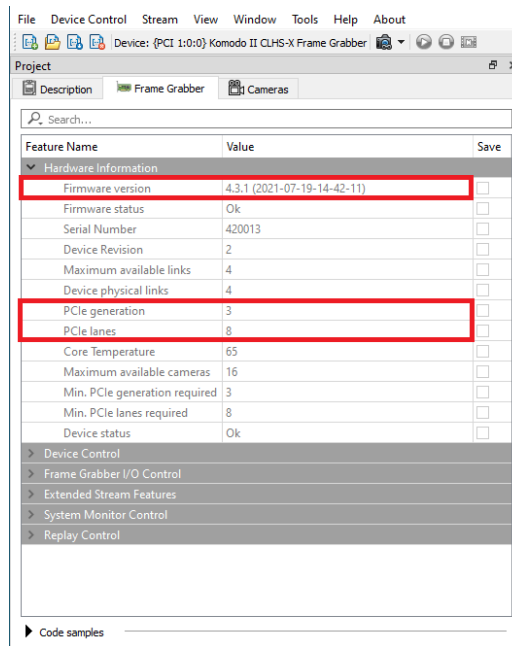 File Device Control Stream View Window Tools Help About
Device: {PCI 1:0:0} Komodo II CLHS-X Frame Grabber
Project
Description Frame Grabber Cameras
Search...
Feature Name Value Save
Hardware Information
Firmware version 4.3.1 (2021-07-19-14-42-11)
Firmware status Ok
Serial Number 420013
Device Revision 2
Maximum available links 4
Device physical links 4
PCIe generation 3
PCIe lanes 8
Core Temperature 65
Maximum available cameras 16
Min. PCIe generation required 3
Min. PCIe lanes required 8
Device status Ok
Device Control
Frame Grabber I/O Control
Extended Stream Features
System Monitor Control
Replay Control
Code samples